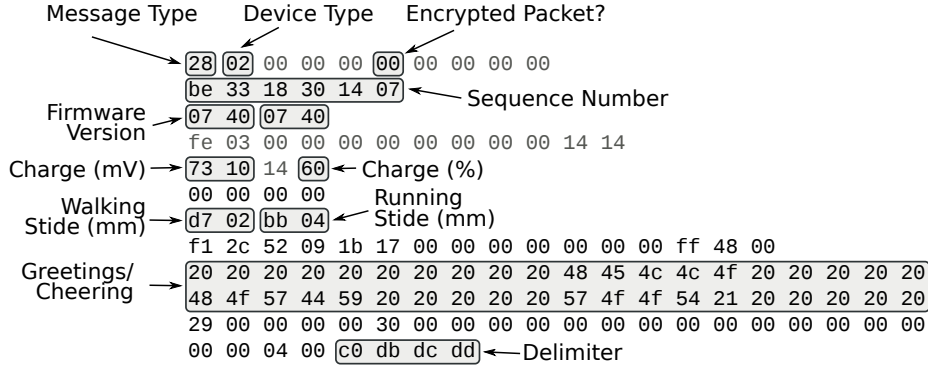 Message Type Device Type Encrypted Packet?
28 02 00 00 00 00 00 00 00 00
be 33 18 30 14 07 Sequence Number
Firmware Version 07 40 07 40
fe 03 00 00 00 00 00 00 00 00 14 14
Charge (mV) 73 10 14 60 Charge (%)
00 00 00 00
Walking Stide (mm) d7 02 bb 04 Running Stide (mm)
f1 2c 52 09 1b 17 00 00 00 00 00 00 00 ff 48 00
Greetings/ 20 20 20 20 20 20 20 20 20 20 48 45 4c 4c 4f 20 20 20 20 20
Cheering 48 4f 57 44 59 20 20 20 20 20 57 4f 4f 54 21 20 20 20 20 20
29 00 00 00 00 30 00 00 00 00 00 00 00 00 00 00 00 00 00 00
00 00 04 00 c0 db dc dd Delimiter